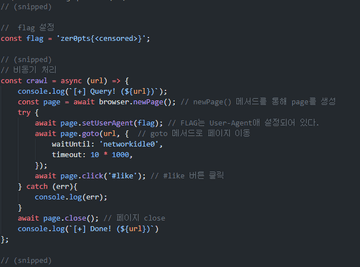 // (snipped)
// flag 설정
const flag = 'zer0pts{<censored>}';
// (snipped)
// 비동기 처리
const crawl = async (url) => {
console.log(`[+] Query! (${url})`);
const page = await browser.newPage(); // newPage() 메서드를 통해 page를 생성
try {
await page.setUserAgent(flag); // FLAG는 User-Agent에 설정되어 있다.
await page.goto(url, { // goto 메서드로 페이지 이동
waitUntil: 'networkidle0',
timeout: 10 * 1000,
});
await page.click('#like'); // #like 버튼 클릭
} catch (err){
console.log(err);
}
await page.close(); // 페이지 close
console.log(`[+] Done! (${url})`)
};
// (snipped)